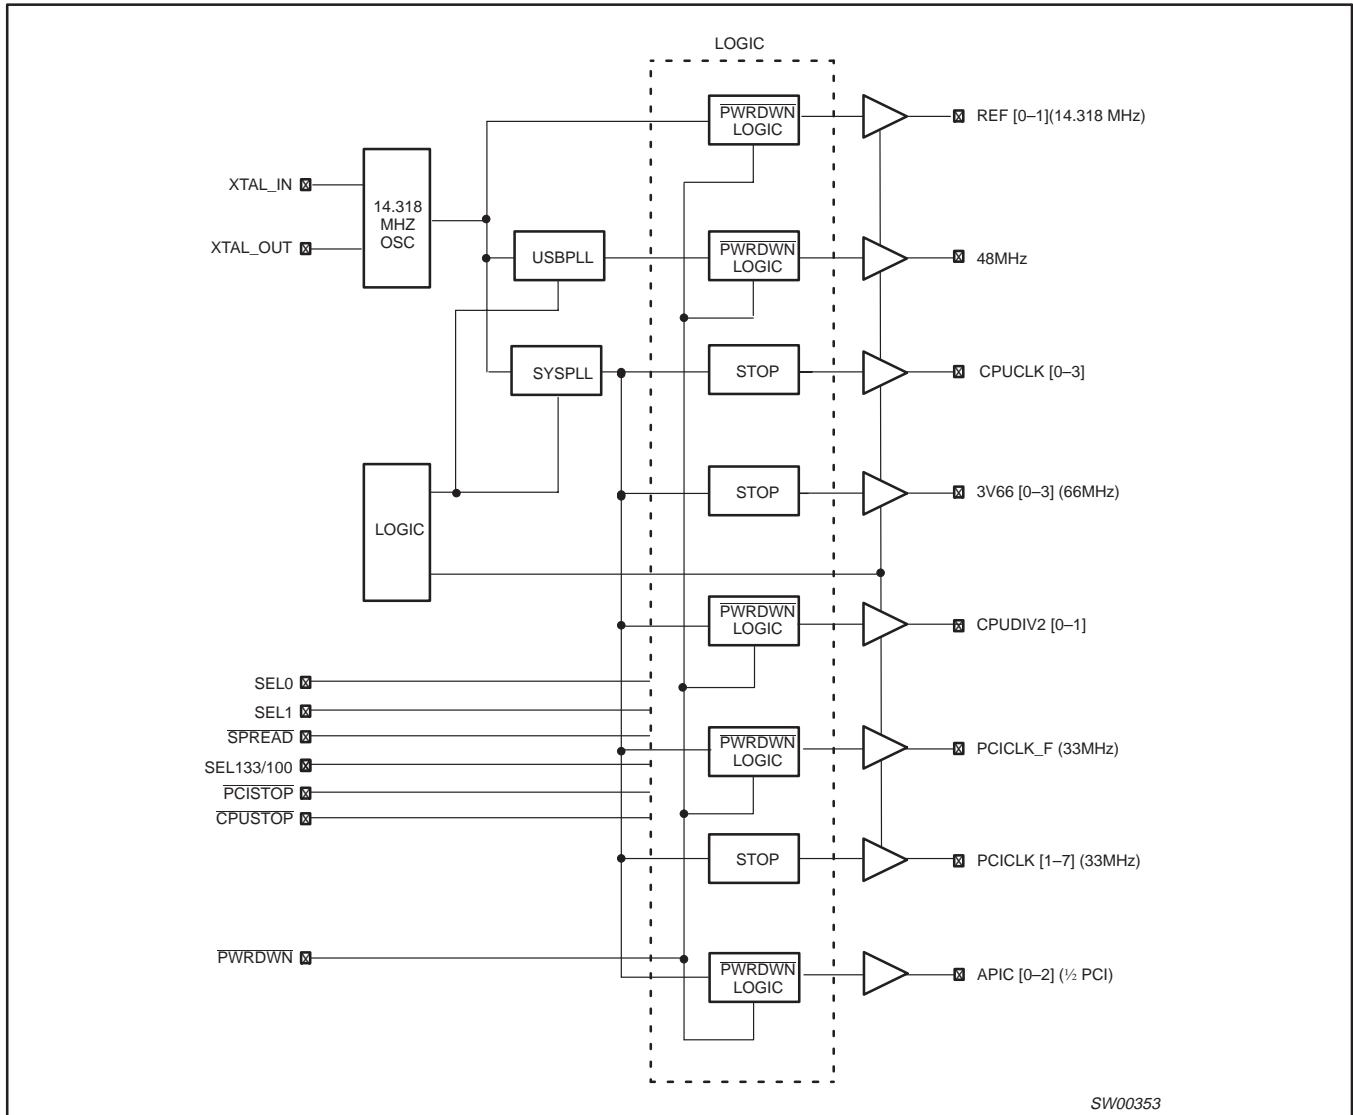 LOGIC
PWRDWN
LOGIC
REF [0–1](14.318 MHz)
XTAL_IN
14.318
MHZ
OSC
XTAL_OUT
USBPLL
PWRDWN
LOGIC
48MHz
SYSPLL
STOP
CPUCLK [0–3]
LOGIC
STOP
3V66 [0–3] (66MHz)
PWRDWN
LOGIC
CPUDIV2 [0–1]
SEL0
SEL1
SPREAD
SEL133/100
PCISTOP
CPUSTOP
PWRDWN
LOGIC
PCICLK_F (33MHz)
STOP
PCICLK [1–7] (33MHz)
PWRDWN
PWRDWN
LOGIC
APIC [0–2] (½ PCI)
SW00353